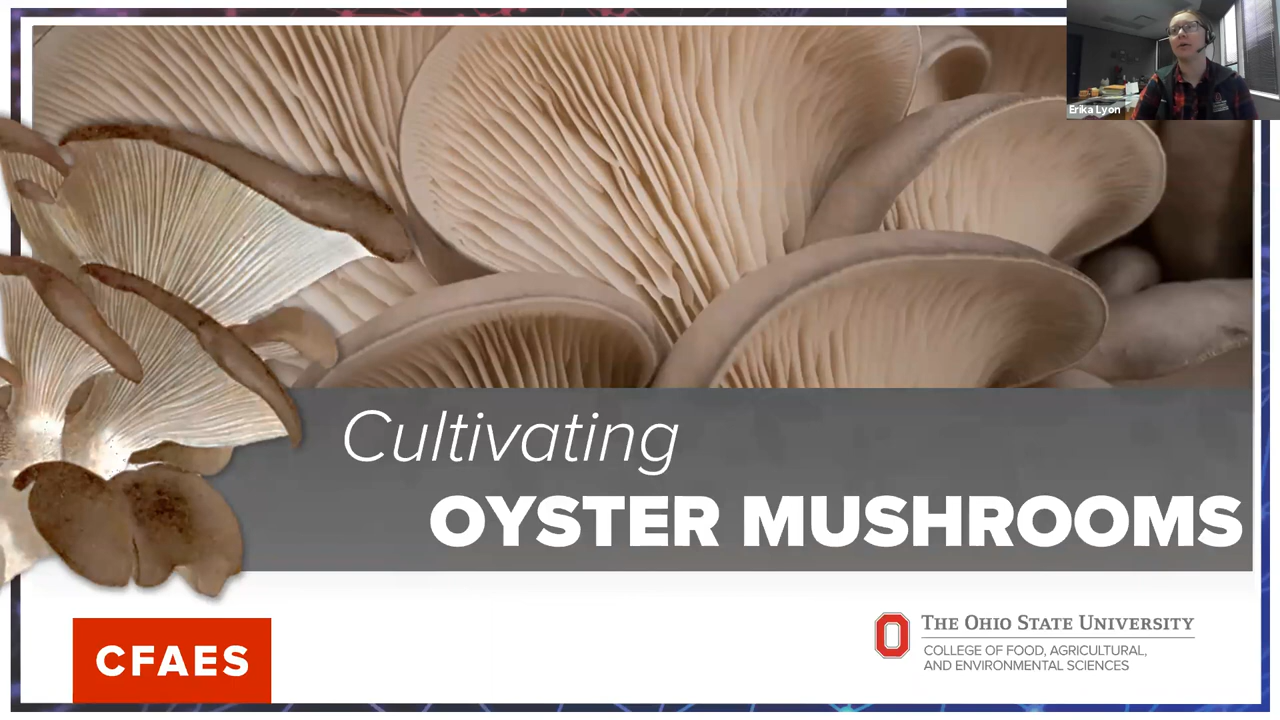 Erika Lyon
Cultivating
OYSTER MUSHROOMS
CFAES
THE OHIO STATE UNIVERSITY
COLLEGE OF FOOD, AGRICULTURAL,
AND ENVIRONMENTAL SCIENCES